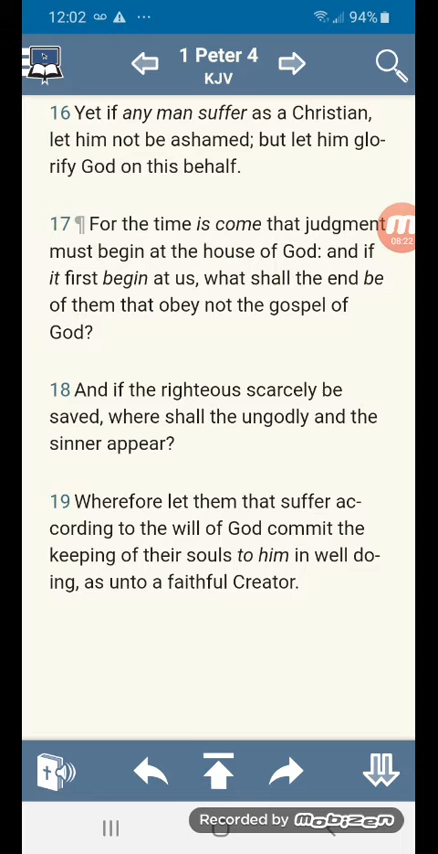 12:02 ... 94%
1 Peter 4
KJV
16 Yet if any man suffer as a Christian,
let him not be ashamed; but let him glo-
rify God on this behalf.
17 ¶ For the time is come that judgment
must begin at the house of God: and if
it first begin at us, what shall the end be
of them that obey not the gospel of
God?
18 And if the righteous scarcely be
saved, where shall the ungodly and the
sinner appear?
19 Wherefore let them that suffer ac-
cording to the will of God commit the
keeping of their souls to him in well do-
ing, as unto a faithful Creator.
m
08:22
Recorded by mobizen